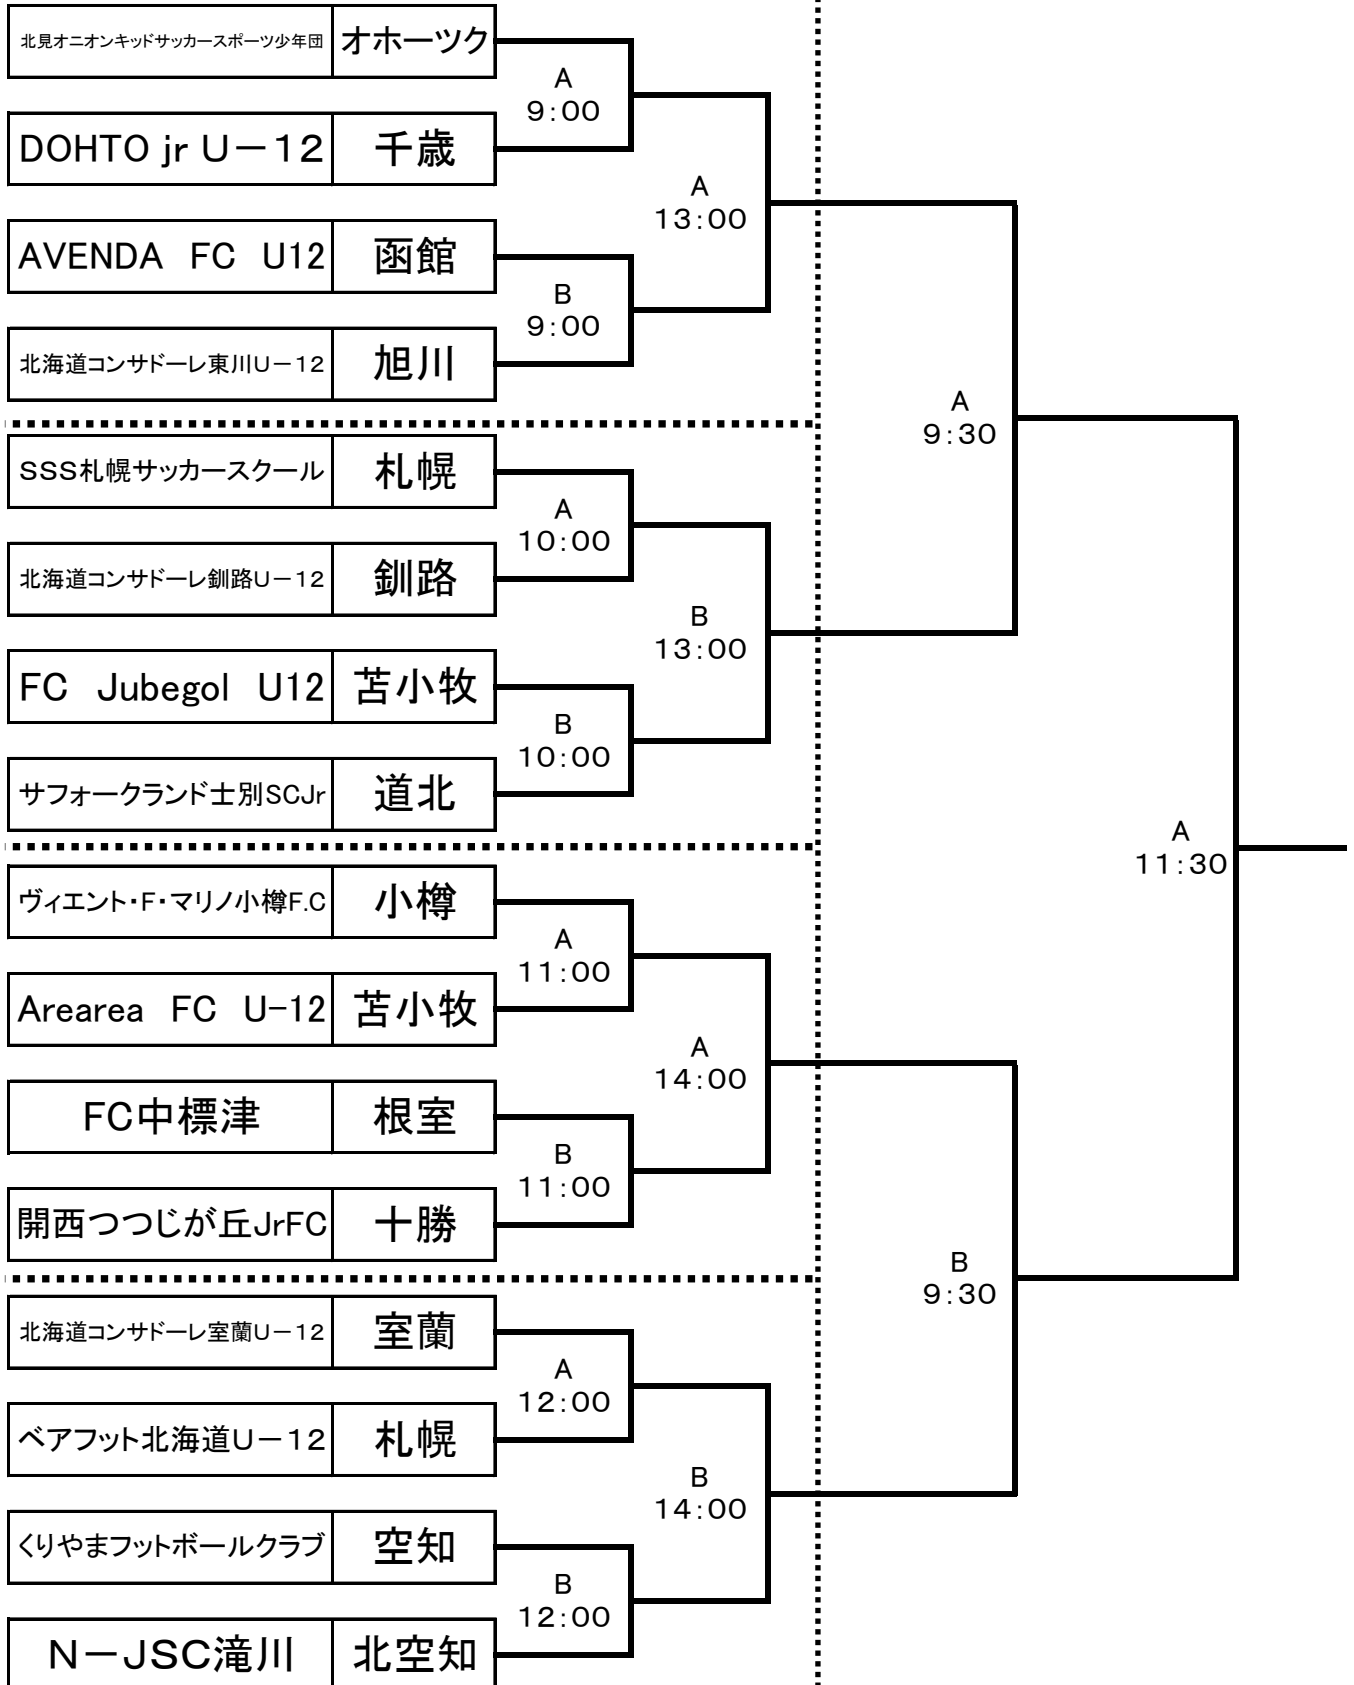 北見オニオンキッドサッカースポーツ少年団 オホーツク
A
9:00
DOHTO jr U－12 千歳
A
13:00
AVENDA　FC　U12 函館
B
9:00
北海道コンサドーレ東川U－12 旭川
A
9:30
SSS札幌サッカースクール 札幌
A
10:00
北海道コンサドーレ釧路U－12 釧路
B
13:00
FC　Jubegol　U12 苫小牧
B
10:00
サフォークランド士別SCJr 道北
A
11:30
ヴィエント・F・マリノ小樽F.C 小樽
A
11:00
Arearea　FC　U-12 苫小牧
A
14:00
FC中標津 根室
B
11:00
開西つつじが丘JrFC 十勝
B
9:30
北海道コンサドーレ室蘭U－12 室蘭
A
12:00
ベアフット北海道U－12 札幌
B
14:00
くりやまフットボールクラブ 空知
B
12:00
N－JSC滝川 北空知